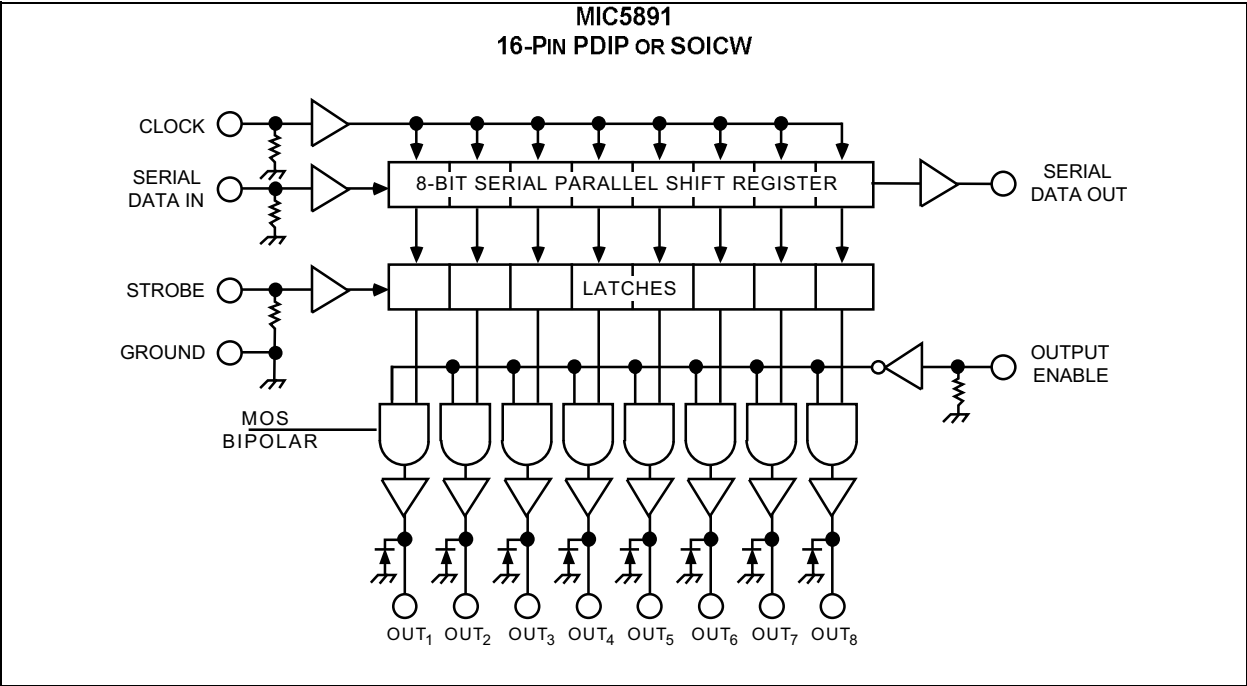 MIC5891
16-PIN PDIP OR SOICW
CLOCK
SERIAL
DATA IN
8-BIT SERIAL PARALLEL SHIFT REGISTER
SERIAL
DATA OUT
STROBE
LATCHES
GROUND
OUTPUT
ENABLE
MOS
BIPOLAR
OUT1 OUT2 OUT3 OUT4 OUT5 OUT6 OUT7 OUT8